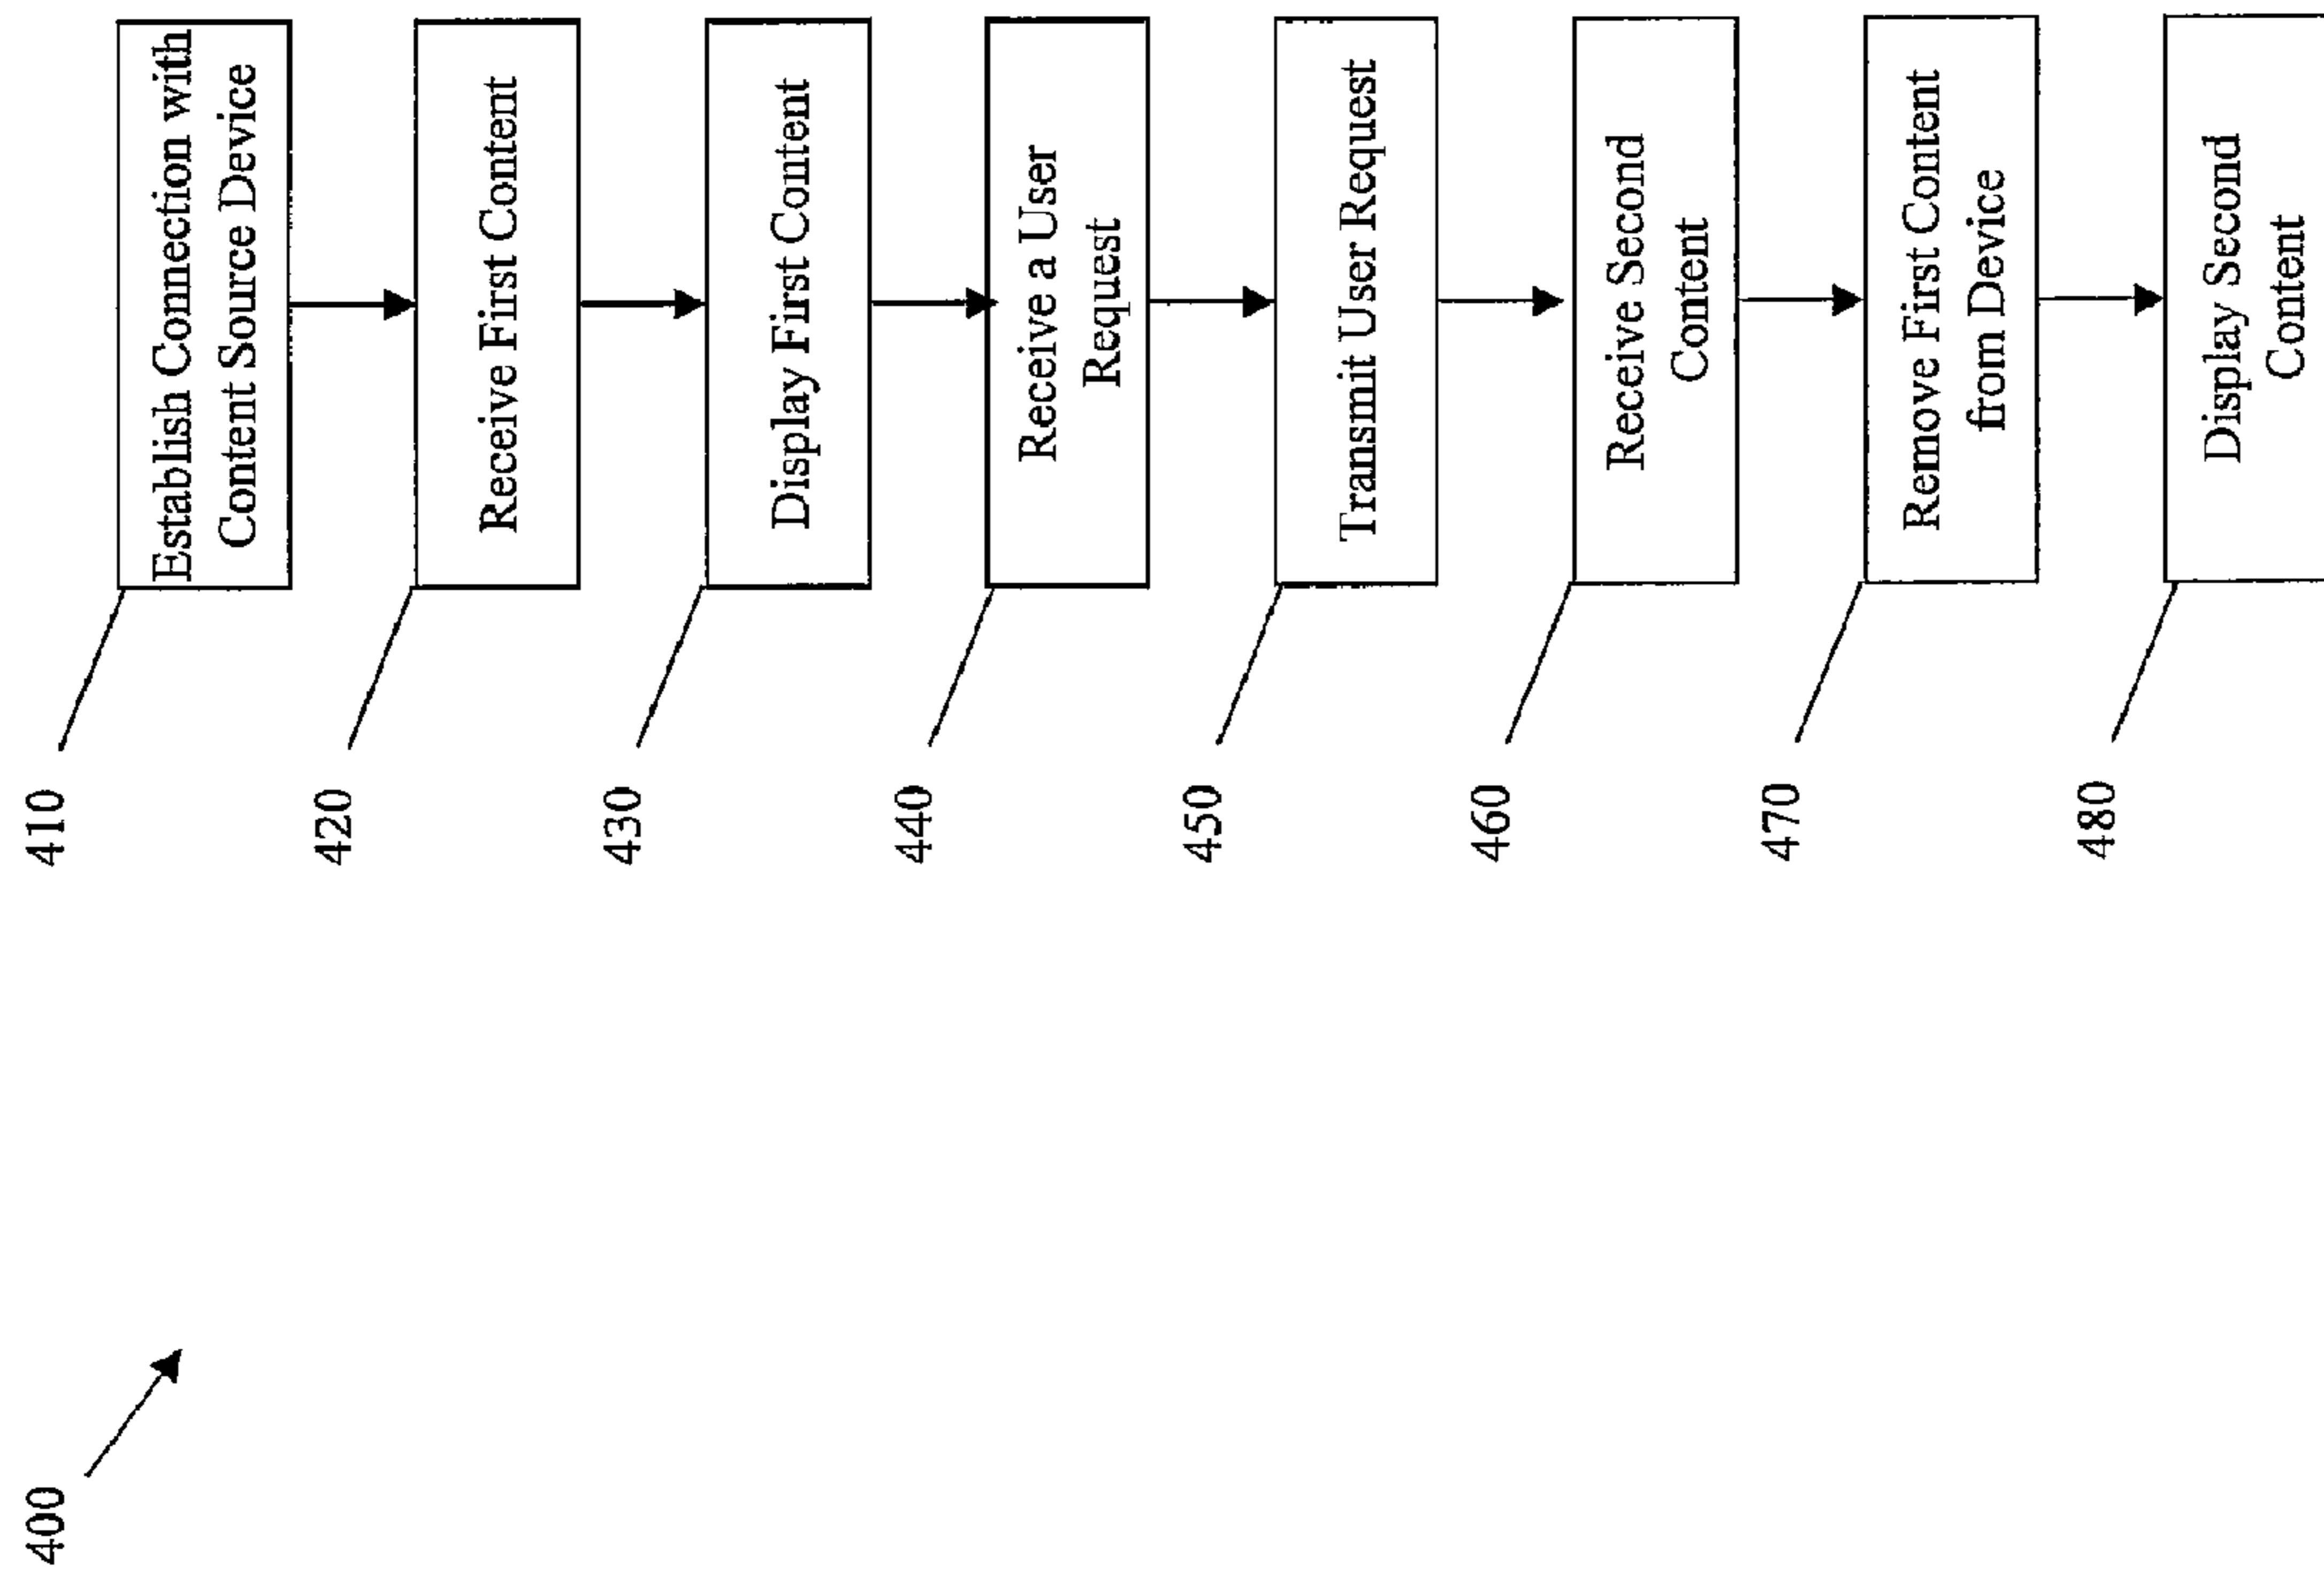 400
410
Establish Connection with
Content Source Device
420
Receive First Content
430
Display First Content
440
Receive a User
Request
450
Transmit User Request
460
Receive Second
Content
470
Remove First Content
from Device
480
Display Second
Content